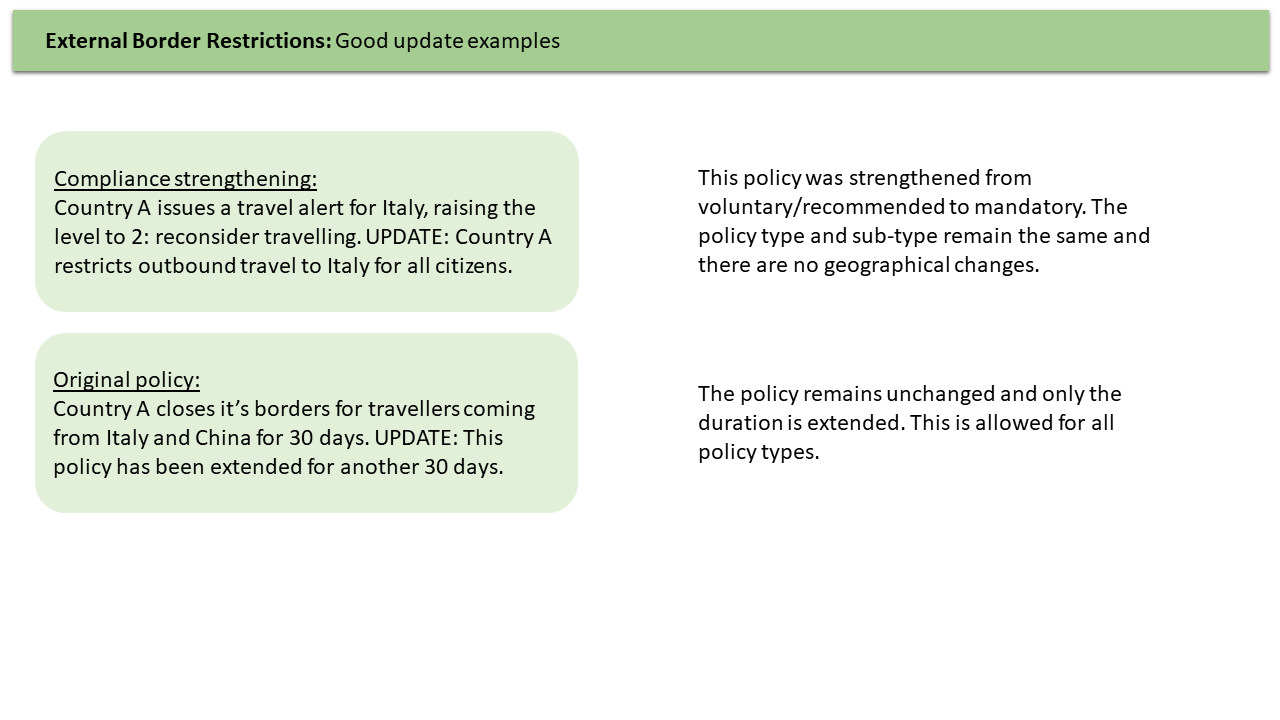 External Border Restrictions: Good update examples
Compliance strengthening:
Country A issues a travel alert for Italy, raising the
level to 2: reconsider travelling. UPDATE: Country A
restricts outbound travel to Italy for all citizens.
This policy was strengthened from
voluntary/recommended to mandatory. The
policy type and sub-type remain the same and
there are no geographical changes.
Original policy:
Country A closes it’s borders for travellers coming
from Italy and China for 30 days. UPDATE: This
policy has been extended for another 30 days.
The policy remains unchanged and only the
duration is extended. This is allowed for all
policy types.